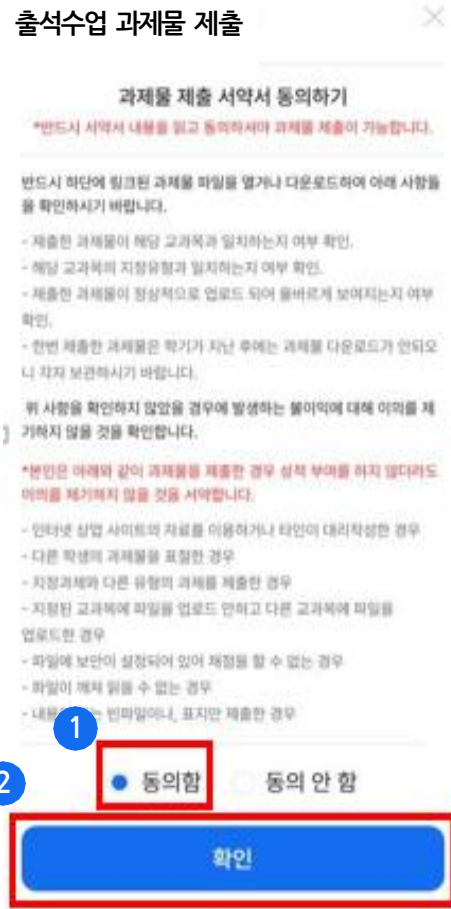 출석수업 과제물 제출
과제물 제출 서약서 동의하기
*반드시 서약서 내용을 읽고 동의하셔야 과제물 제출이 가능합니다.
반드시 하단에 링크된 과제물 파일을 열거나 다운로드하여 아래 사항들
을 확인하시기 바랍니다.
- 제출한 과제물이 해당 교과목과 일치하는지 여부 확인.
- 해당 교과목의 지정유형과 일치하는지 여부 확인.
- 제출한 과제물이 정상적으로 업로드 되어 올바르게 보여지는지 여부
확인.
- 한번 제출한 과제물은 학기가 지난 후에는 과제물 다운로드가 안되오
니 각자 보관하시기 바랍니다.
위 사항을 확인하지 않았을 경우에 발생하는 불이익에 대해 이의를 제
기하지 않을 것을 확인합니다.
*본인은 아래와 같이 과제물을 제출한 경우 성적 부여를 하지 않더라도
이의를 제기하지 않을 것을 서약합니다.
- 인터넷 상업 사이트의 자료를 이용하거나 타인이 대리작성한 경우
- 다른 학생의 과제물을 표절한 경우
- 지정과제와 다른 유형의 과제를 제출한 경우
- 지정된 교과목에 파일을 업로드 안하고 다른 교과목에 파일을
업로드한 경우
- 파일에 보안이 설정되어 있어 채점을 할 수 없는 경우
- 파일이 깨져 읽을 수 없는 경우
- 빈파일이나, 표지만 제출한 경우
1
2
동의함 동의 안 함
확인